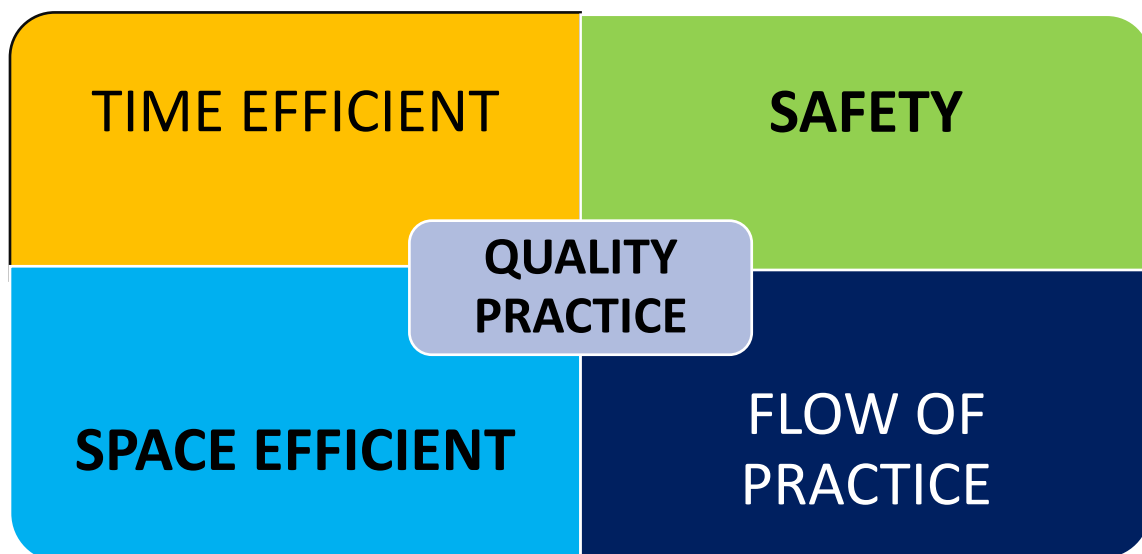 TIME EFFICIENT
SAFETY
QUALITY
PRACTICE
SPACE EFFICIENT
FLOW OF
PRACTICE